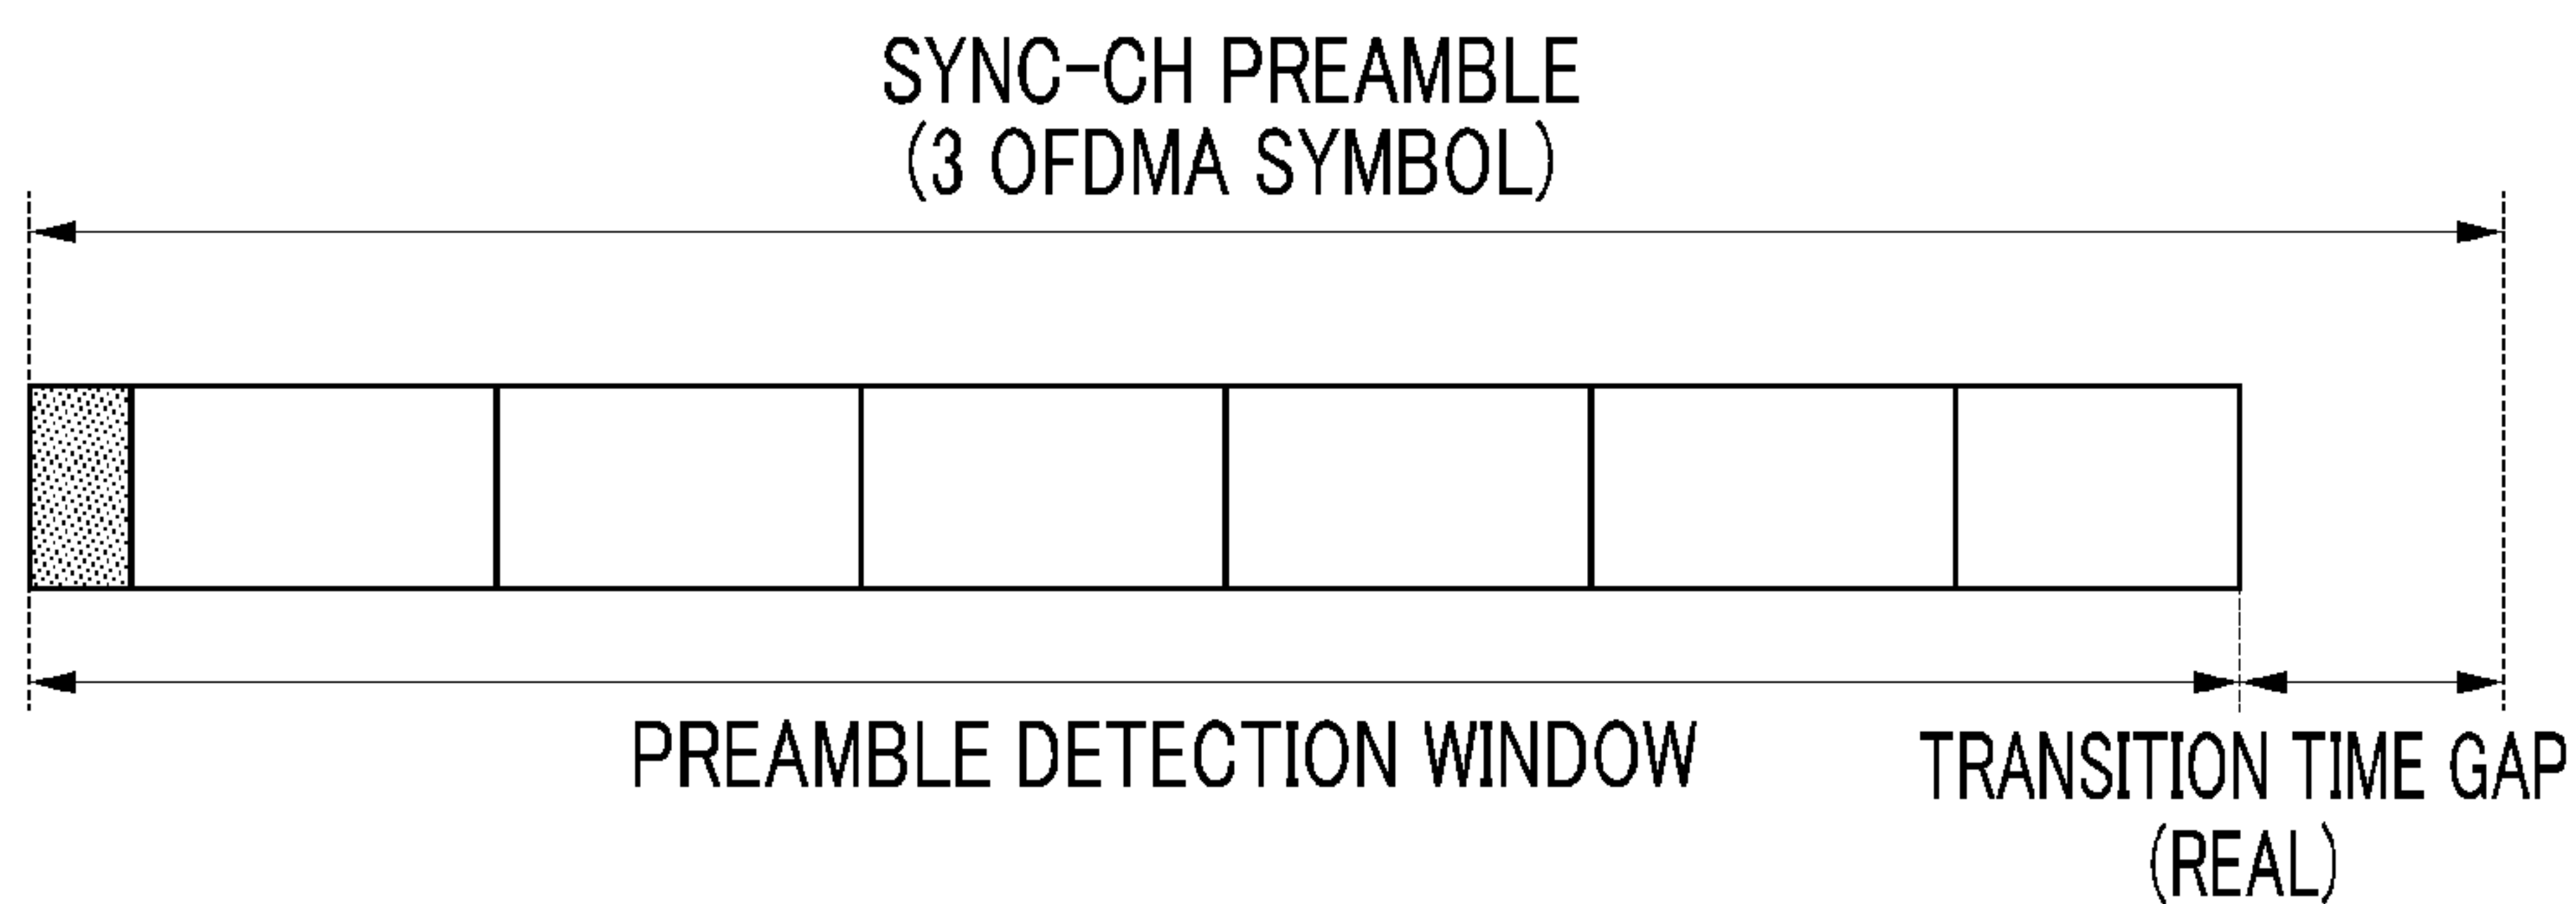 SYNC-CH PREAMBLE
(3 OFDMA SYMBOL)
PREAMBLE DETECTION WINDOW
TRANSITION TIME GAP
(REAL)